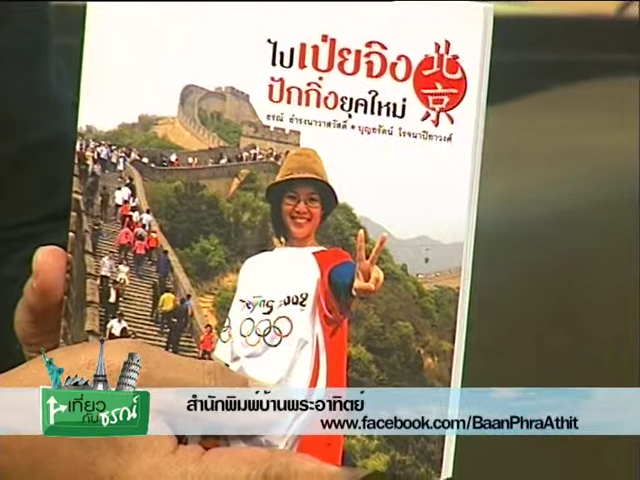 ไปเป่ยจิง
北京
ปักกิ่งยุคใหม่
ธรณ์ ธำรงนาวาสวัสดิ์ • บุญยรัตน์ โรจนาปิยาวงศ์
Beijing 2008
เที่ยว
กับ
ธรณ์
สำนักพิมพ์บ้านพระอาทิตย์
www.facebook.com/BaanPhraAthit